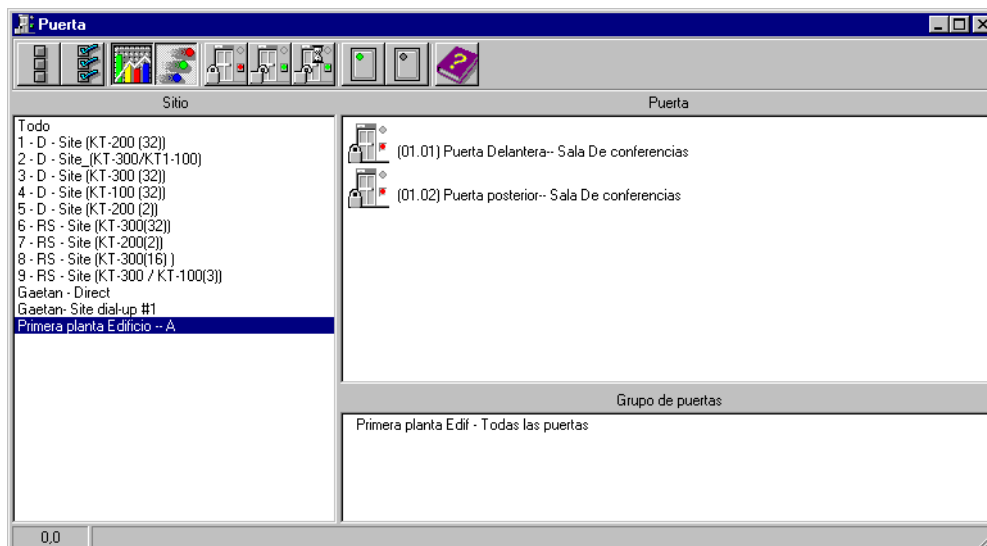 Puerta
Sitio
Puerta
Todo
1 - D - Site (KT-200 (32))
2 - D - Site_(KT-300/KT1-100)
3 - D - Site (KT-300 (32))
4 - D - Site (KT-100 (32))
5 - D - Site (KT-200 (2))
6 - RS - Site (KT-300(32))
7 - RS - Site (KT-200(2))
8 - RS - Site (KT-300(16) )
9 - RS - Site (KT-300 / KT-100(3))
Gaetan - Direct
Gaetan- Site dial-up #1
Primera planta Edificio -- A
(01.01) Puerta Delantera-- Sala De conferencias
(01.02) Puerta posterior-- Sala De conferencias
Grupo de puertas
Primera planta Edif - Todas las puertas
0,0